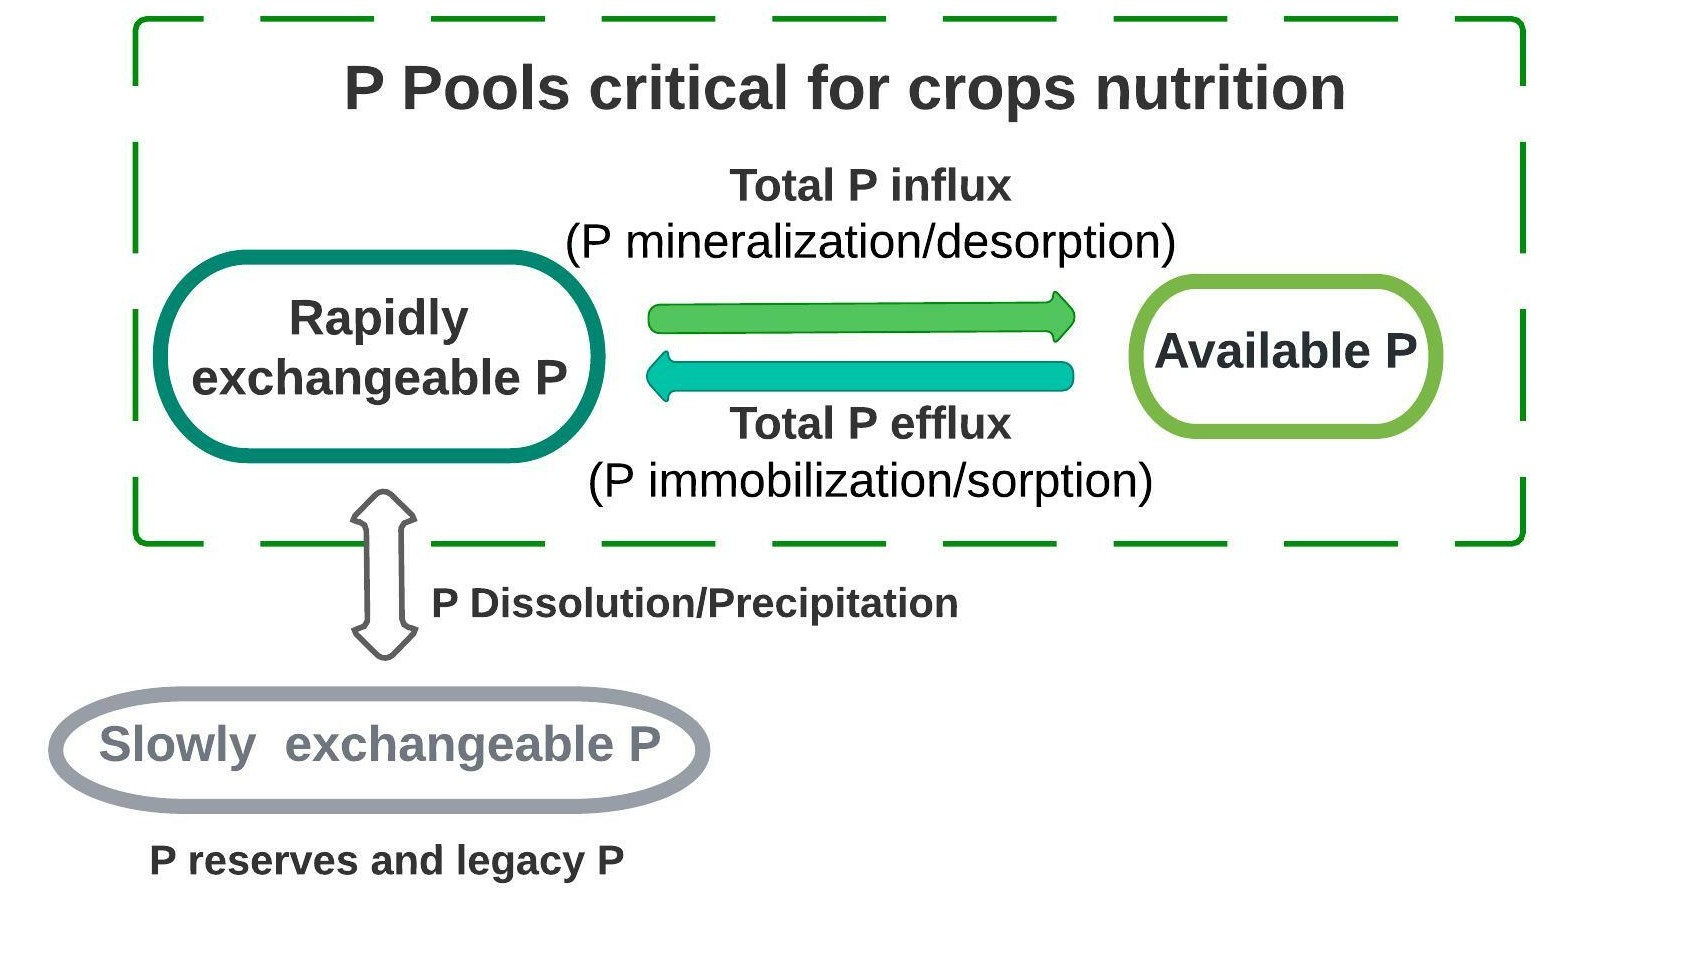 P Pools critical for crops nutrition
Total P influx
(P mineralization/desorption)
Rapidly
exchangeable P
Available P
Total P efflux
(P immobilization/sorption)
P Dissolution/Precipitation
Slowly  exchangeable P
P reserves and legacy P